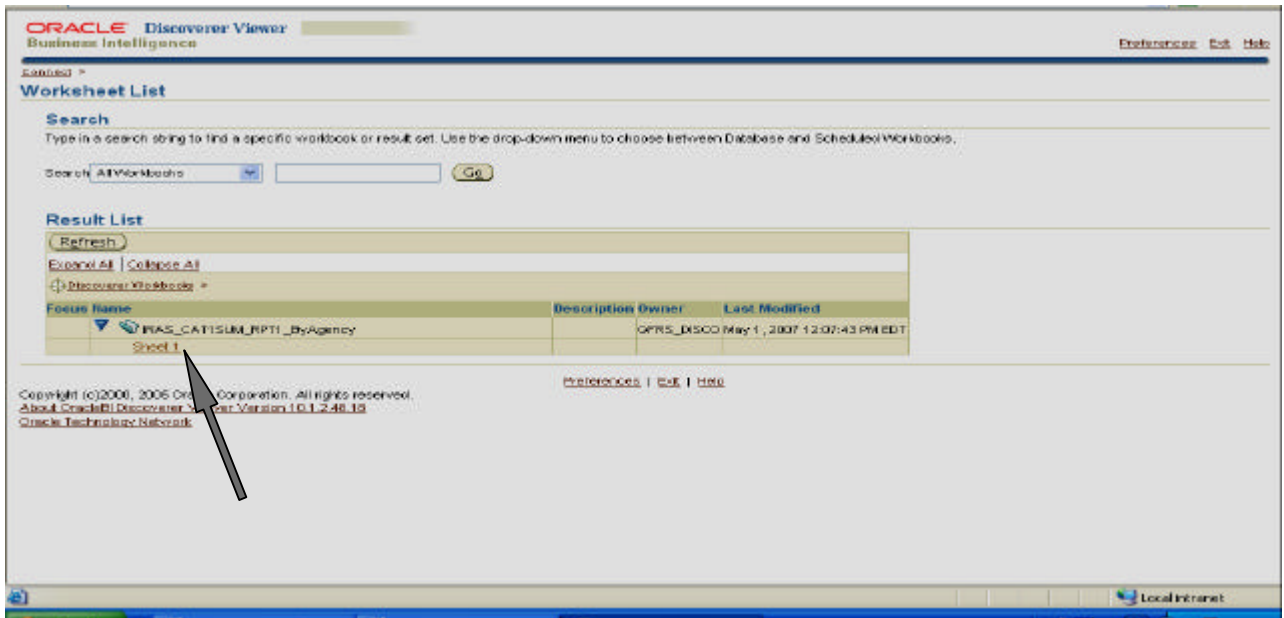 ORACLE Discoverer Viewer
Business Intelligence
Preferences Exit Help
Connect >
Worksheet List
Search
Type in a search string to find a specific workbook or result set. Use the drop-down menu to choose between Database and Scheduled Workbooks.
Search All Workbooks Go
Result List
Refresh
Expand All | Collapse All
Discoverer Workbooks >
Focus Name Description Owner Last Modified
_CAT1SUM_RPT1_ByAgency GPRS_DISCO May 1, 2007 12:07:43 PM EDT
Sheet 1
Preferences | Exit | Help
Copyright (c)2000, 2005 Oracle Corporation. All rights reserved.
About OracleBI Discoverer Viewer Version 10.1.2.48.18
Oracle Technology Network
Local intranet